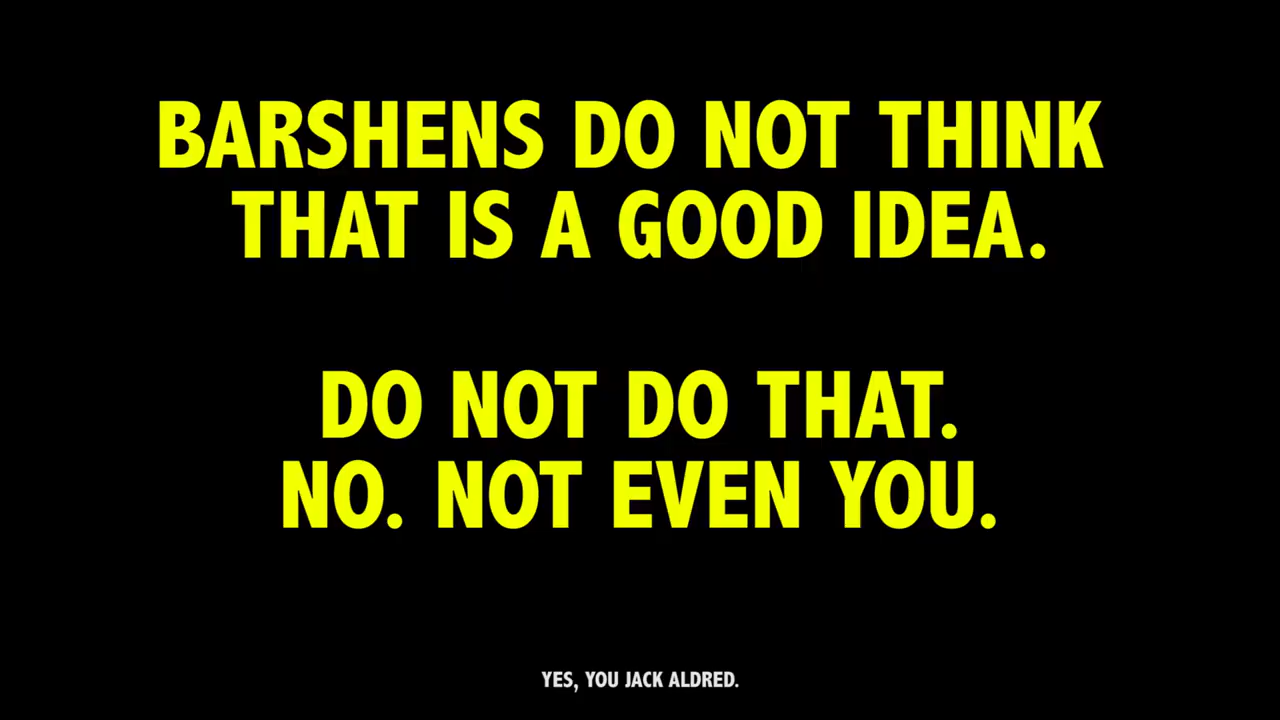 BARSHENS DO NOT THINK
THAT IS A GOOD IDEA.
DO NOT DO THAT.
NO. NOT EVEN YOU.
YES, YOU JACK ALDRED.